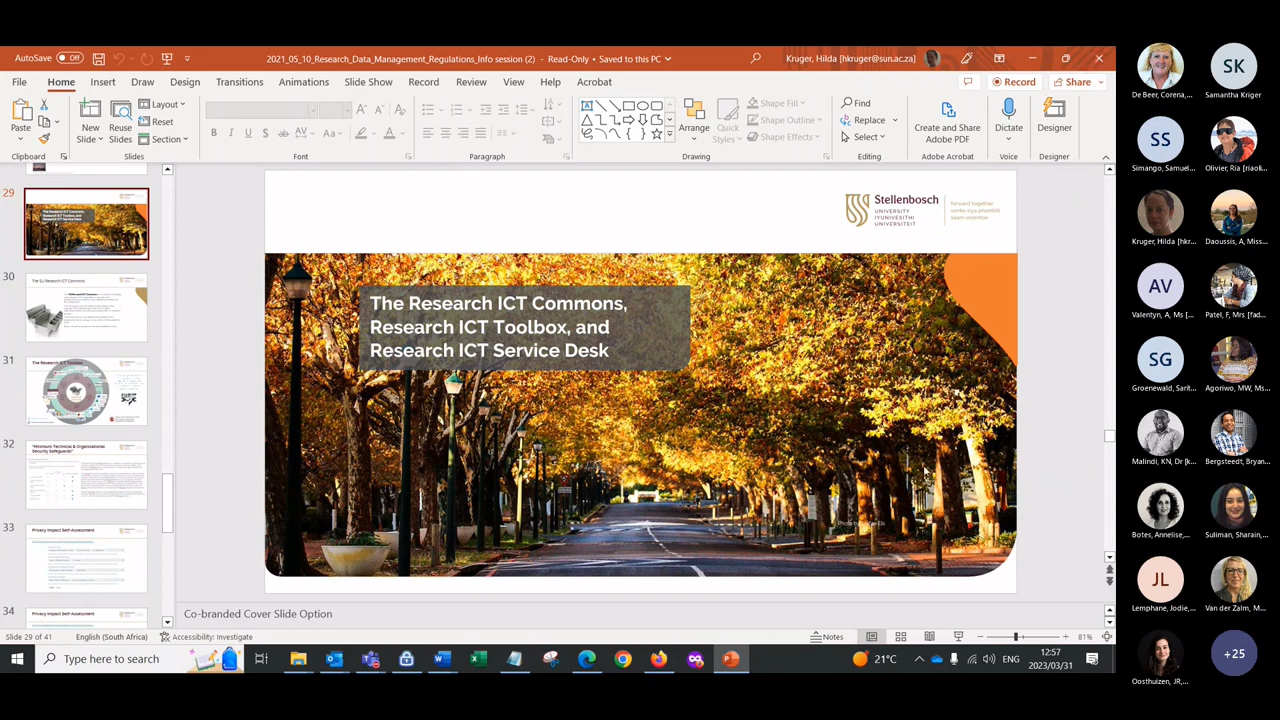 AutoSave
Off
2021_05_10_Research_Data_Management_Regulations_Info session (2) - Read-Only • Saved to this PC
Kruger, Hilda [hkruger@sun.ac.za]
File Home Insert Draw Design Transitions Animations Slide Show Record Review View Help Acrobat
Record
Share
Paste
New Slide
Reuse Slides
Layout
Reset
Section
Arrange
Quick Styles
Shape Fill
Shape Outline
Shape Effects
Find
Replace
Select
Create and Share Adobe PDF
Dictate
Designer
Clipboard Slides Font Paragraph Drawing Editing Adobe Acrobat Voice Designer
29
30
The SU Research ICT Commons
31
The Research ICT Toolbox
32
"Minimum Technical & Organisational Security Safeguards"
33
Privacy Impact Self-Assessment
34
Privacy Impact Self-Assessment
Stellenbosch
UNIVERSITY
IYUNIVESITHI
UNIVERSITEIT
forward together
sonke siya phambili
saam vorentoe
The Research ICT Commons,
Research ICT Toolbox, and
Research ICT Service Desk
Co-branded Cover Slide Option
Slide 29 of 41
English (South Africa)
Accessibility: Investigate
Notes
81%
Type here to search
21°C
ENG
12:57
2023/03/31
De Beer, Corena,...
SK
Samantha Kriger
SS
Simango, Samuel...
Olivier, Ria [riaoli...
Kruger, Hilda [hkr...
Daoussis, A, Miss...
AV
Valentyn, A, Ms [...
Patel, F, Mrs [fad...
SG
Groenewald, Sarit...
Agoriwo, MW, Ms...
Malindi, KN, Dr [k...
Bergsteedt, Bryan...
Botes, Annelise,...
Suliman, Sharain,...
JL
Lemphane, Jodie,...
Van der Zalm, M...
Oosthuizen, JR,...
+25